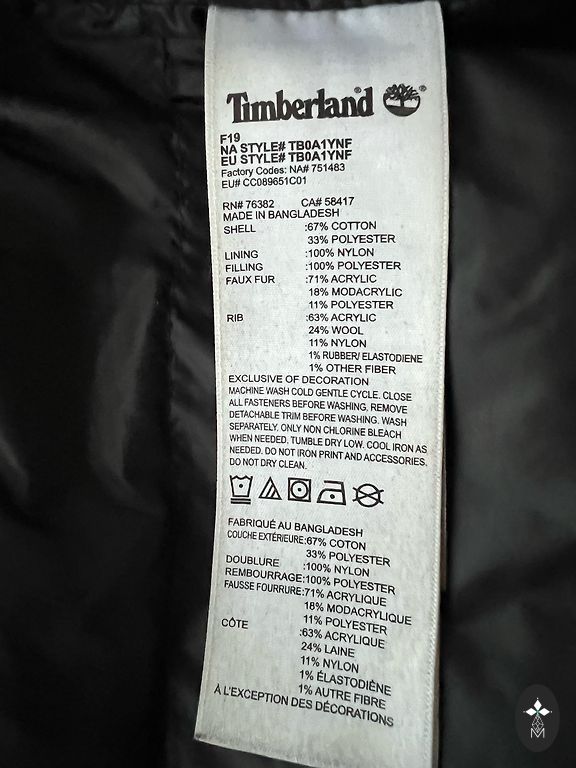 Timberland
F19
NA STYLE# TB0A1YNF
EU STYLE# TB0A1YNF
Factory Codes: NA# 751483
EU# CC089651C01
RN# 76382 CA# 58417
MADE IN BANGLADESH
SHELL :67% COTTON
33% POLYESTER
LINING :100% NYLON
FILLING :100% POLYESTER
FAUX FUR :71% ACRYLIC
18% MODACRYLIC
11% POLYESTER
RIB :63% ACRYLIC
24% WOOL
11% NYLON
1% RUBBER/ ELASTODIENE
1% OTHER FIBER
EXCLUSIVE OF DECORATION
MACHINE WASH COLD GENTLE CYCLE. CLOSE
ALL FASTENERS BEFORE WASHING. REMOVE
DETACHABLE TRIM BEFORE WASHING. WASH
SEPARATELY. ONLY NON CHLORINE BLEACH
WHEN NEEDED. TUMBLE DRY LOW. COOL IRON AS
NEEDED. DO NOT IRON PRINT AND ACCESSORIES.
DO NOT DRY CLEAN.
FABRIQUÉ AU BANGLADESH
COUCHE EXTÉRIEURE:67% COTON
33% POLYESTER
DOUBLURE :100% NYLON
REMBOURRAGE:100% POLYESTER
FAUSSE FOURRURE:71% ACRYLIQUE
18% MODACRYLIQUE
11% POLYESTER
CÔTE :63% ACRYLIQUE
24% LAINE
11% NYLON
1% ÉLASTODIÈNE
1% AUTRE FIBRE
À L'EXCEPTION DES DÉCORATIONS